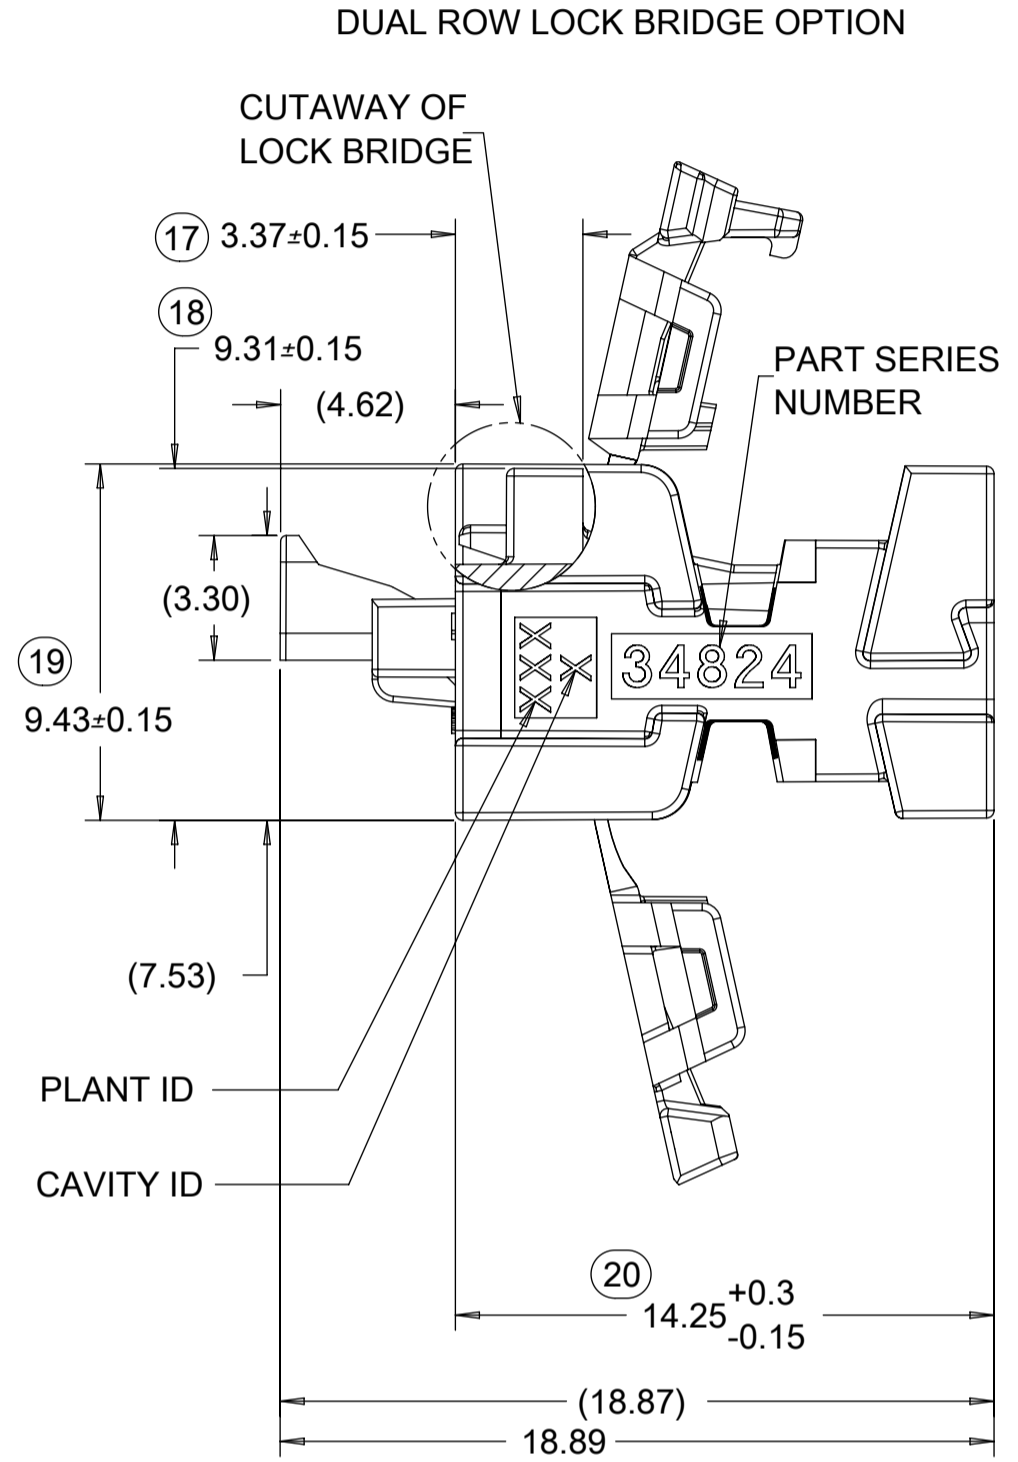 DUAL ROW LOCK BRIDGE OPTION
CUTAWAY OF
LOCK BRIDGE
17 3.37±0.15
18
9.31±0.15
(4.62)
PART SERIES
NUMBER
(3.30)
19
9.43±0.15
XXX
X
34824
(7.53)
PLANT ID
CAVITY ID
20
14.25 +0.3
-0.15
(18.87)
18.89